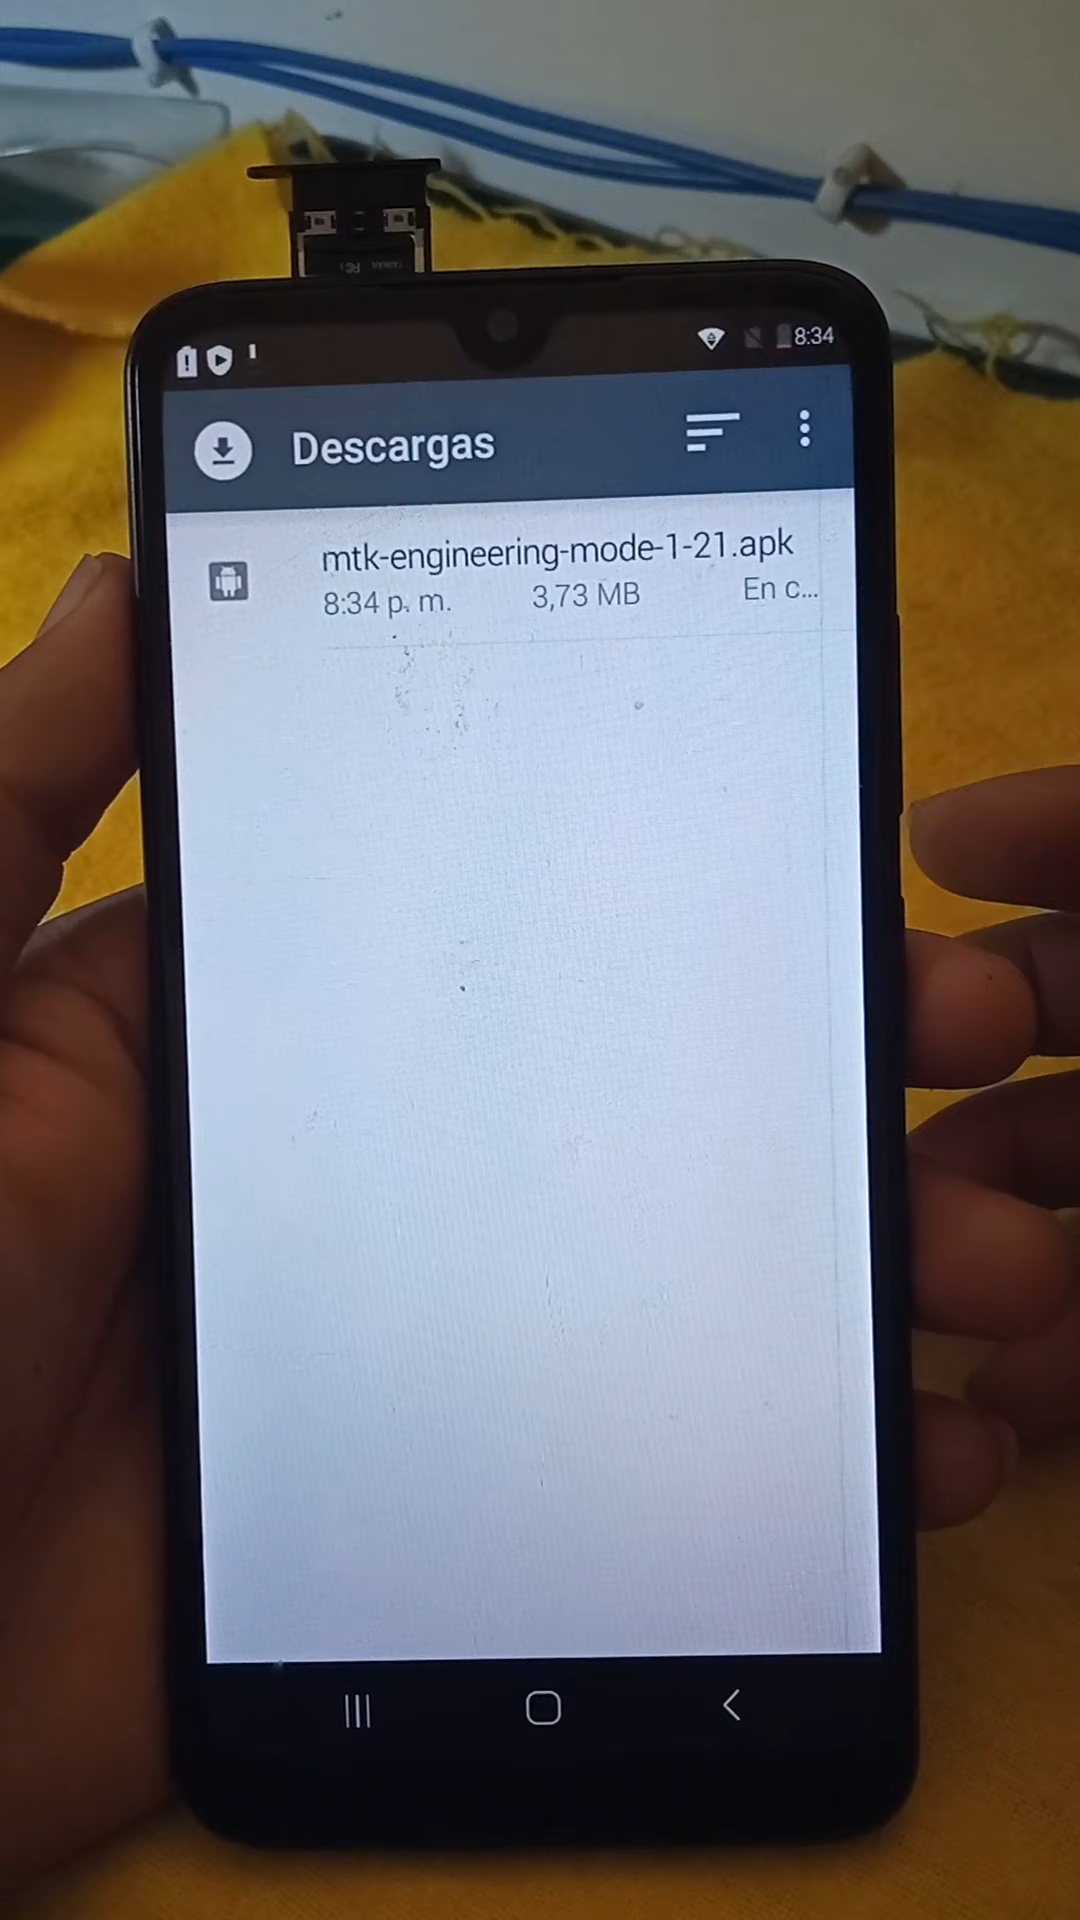 8:34
Descargas
mtk-engineering-mode-1-21.apk
8:34 p. m. 3,73 MB En c...